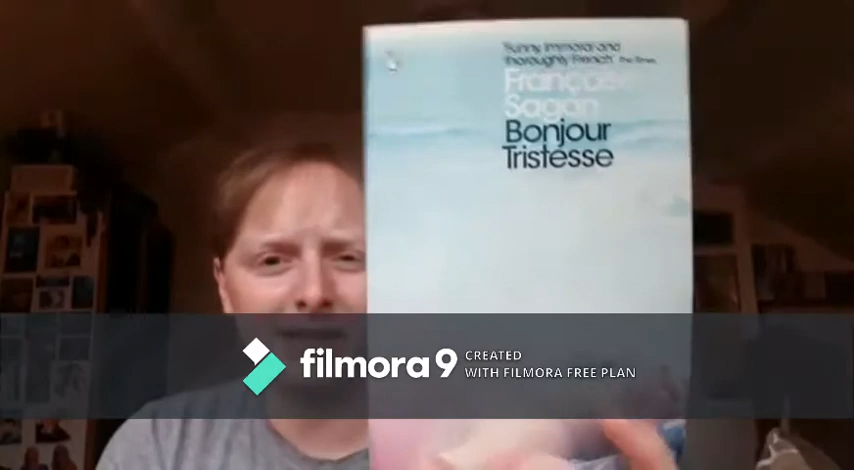 'Funny, immoral and
thoroughly French' The Times
Françoise
Sagan
Bonjour
Tristesse
filmora9
CREATED
WITH FILMORA FREE PLAN